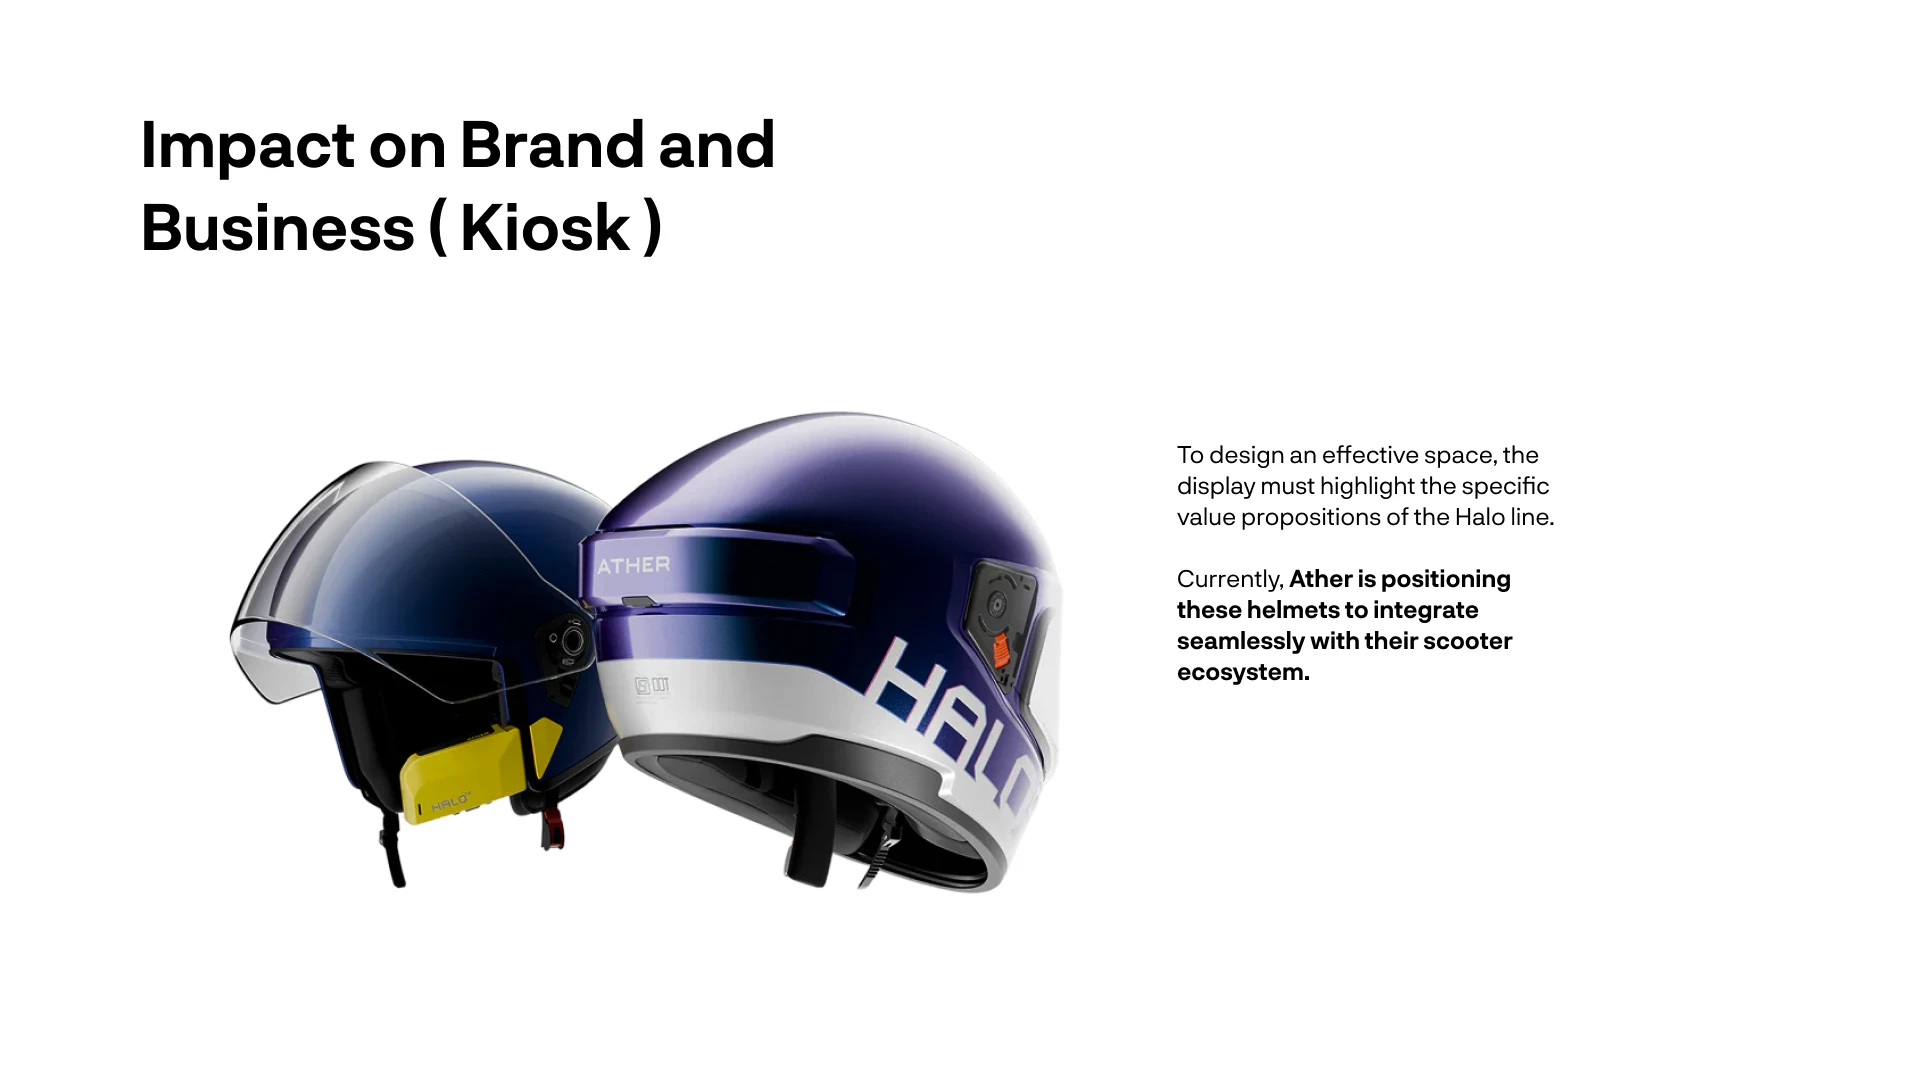 Impact on Brand and
Business ( Kiosk )
To design an effective space, the
display must highlight the specific
value propositions of the Halo line.
Currently, Ather is positioning
these helmets to integrate
seamlessly with their scooter
ecosystem.
ATHER
HALO
DOT
HALO